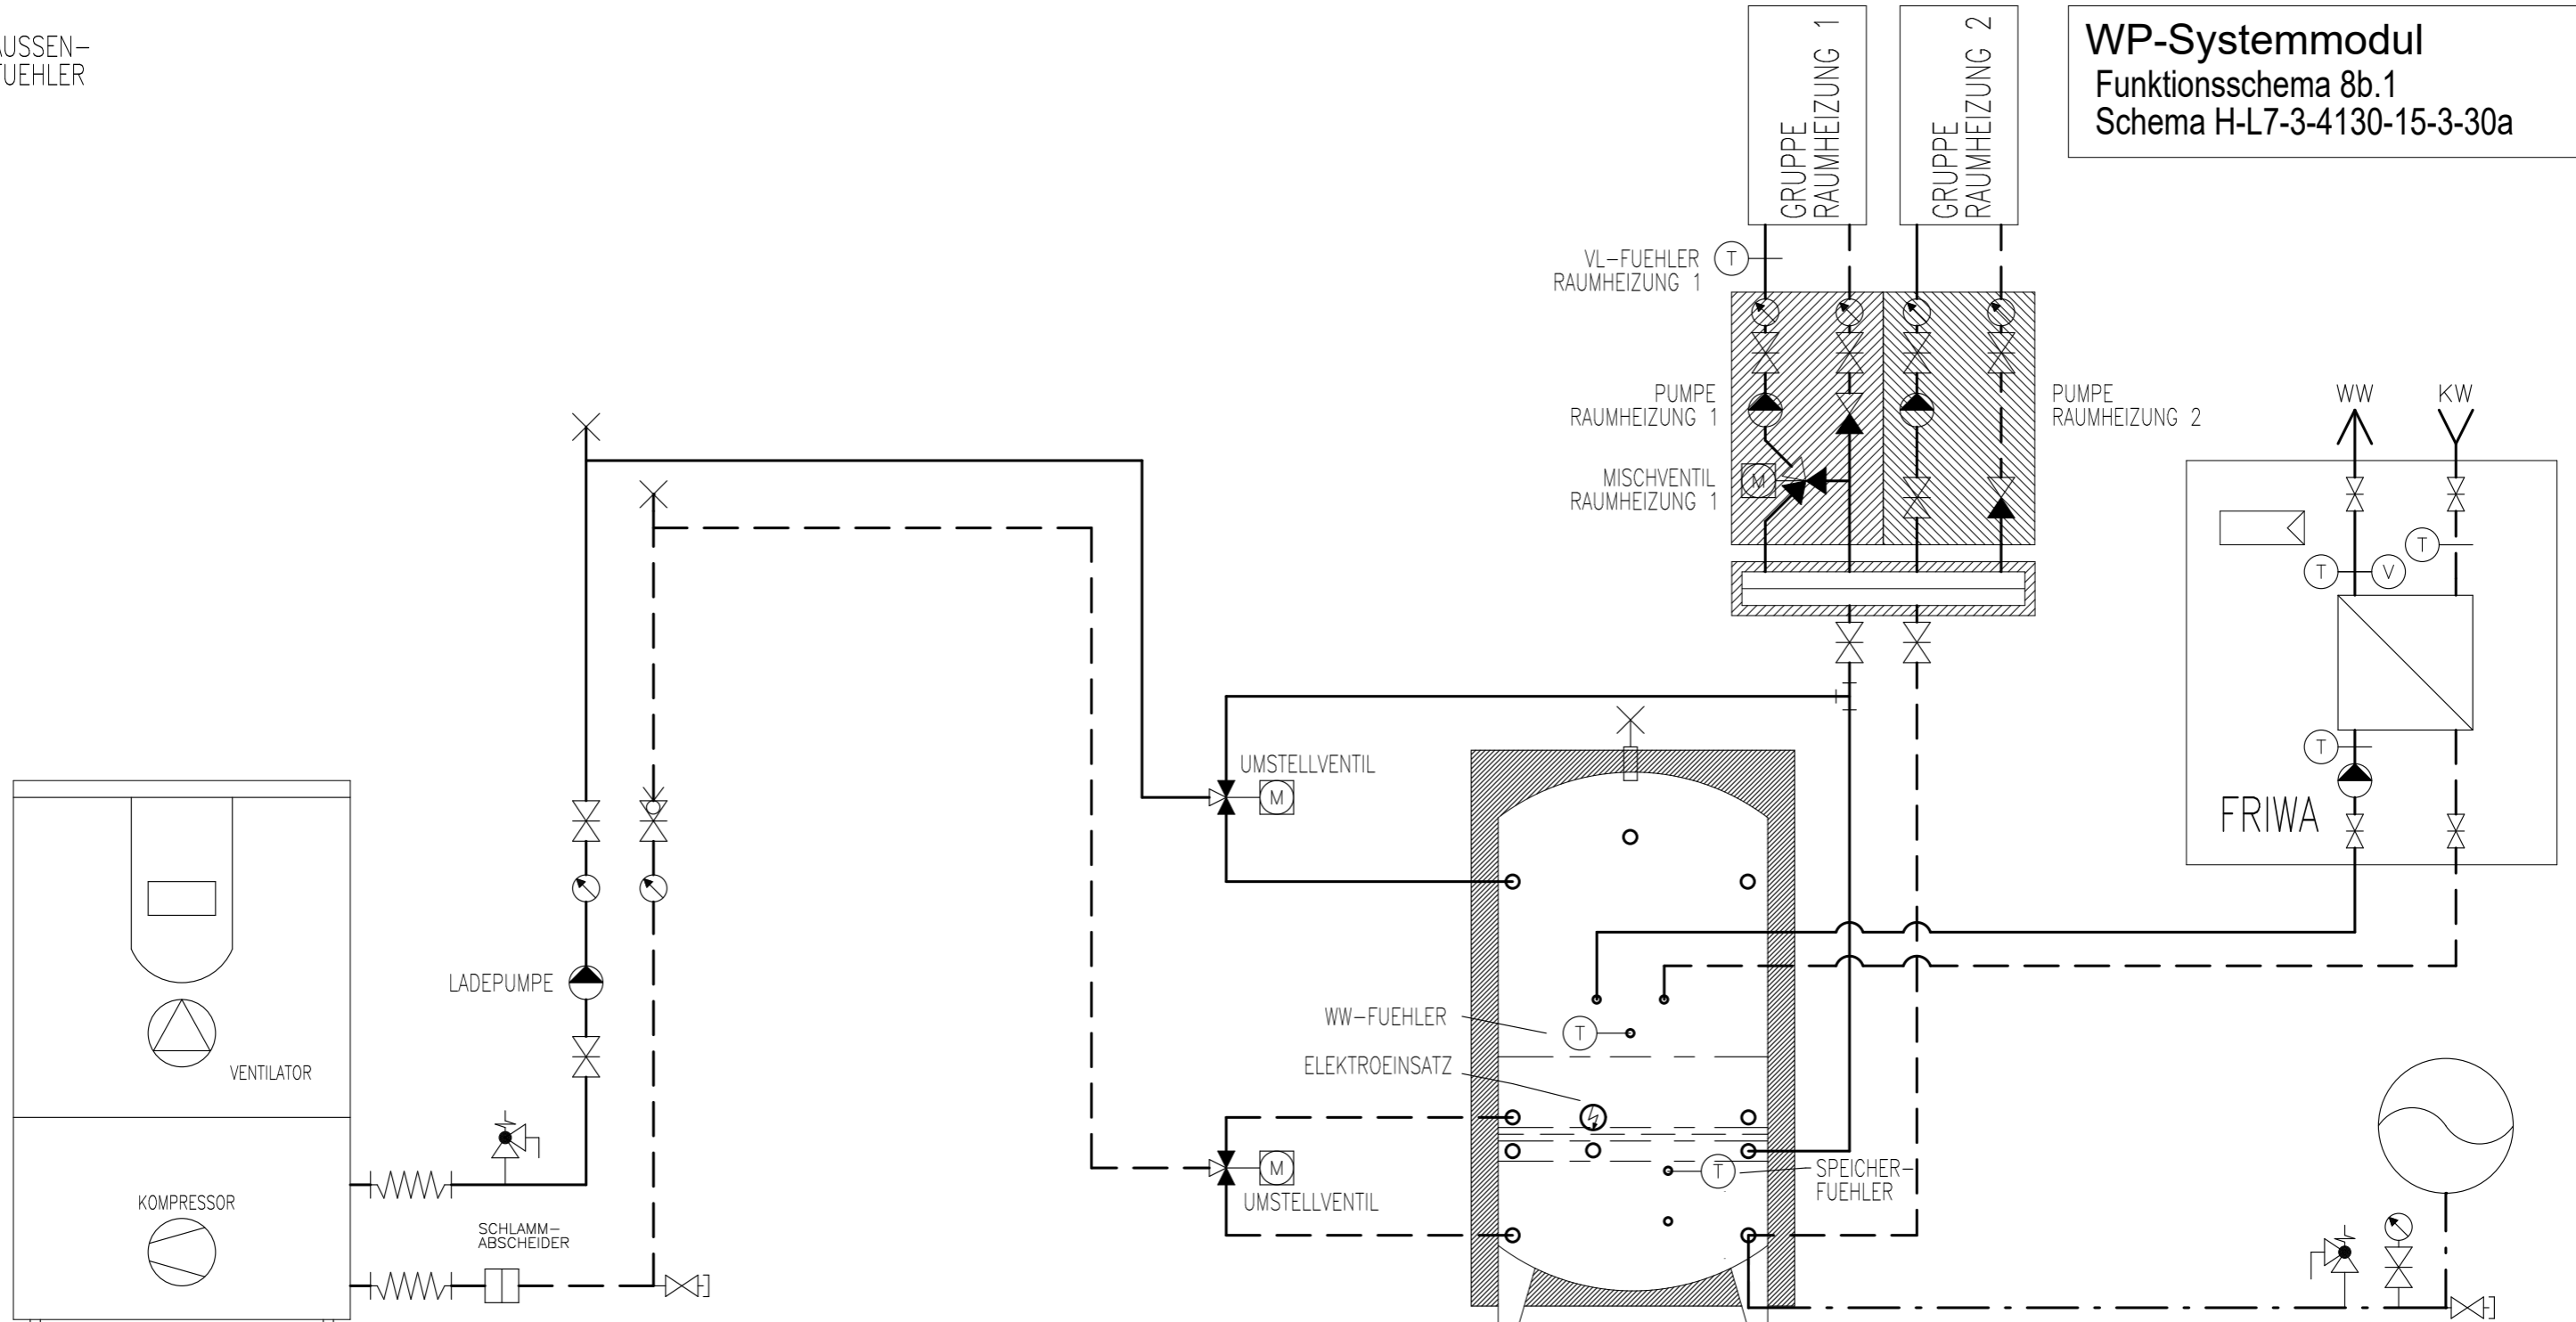 AUSSEN-
FUEHLER
WP-Systemmodul
Funktionsschema 8b.1
Schema H-L7-3-4130-15-3-30a
GRUPPE
RAUMHEIZUNG 1
GRUPPE
RAUMHEIZUNG 2
VL-FUEHLER
RAUMHEIZUNG 1
T
PUMPE
RAUMHEIZUNG 1
PUMPE
RAUMHEIZUNG 2
MISCHVENTIL
RAUMHEIZUNG 1
M
WW
KW
T
T
V
T
FRIWA
UMSTELLVENTIL
M
LADEPUMPE
VENTILATOR
WW-FUEHLER
T
ELEKTROEINSATZ
M
UMSTELLVENTIL
T
SPEICHER-
FUEHLER
KOMPRESSOR
SCHLAMM-
ABSCHEIDER